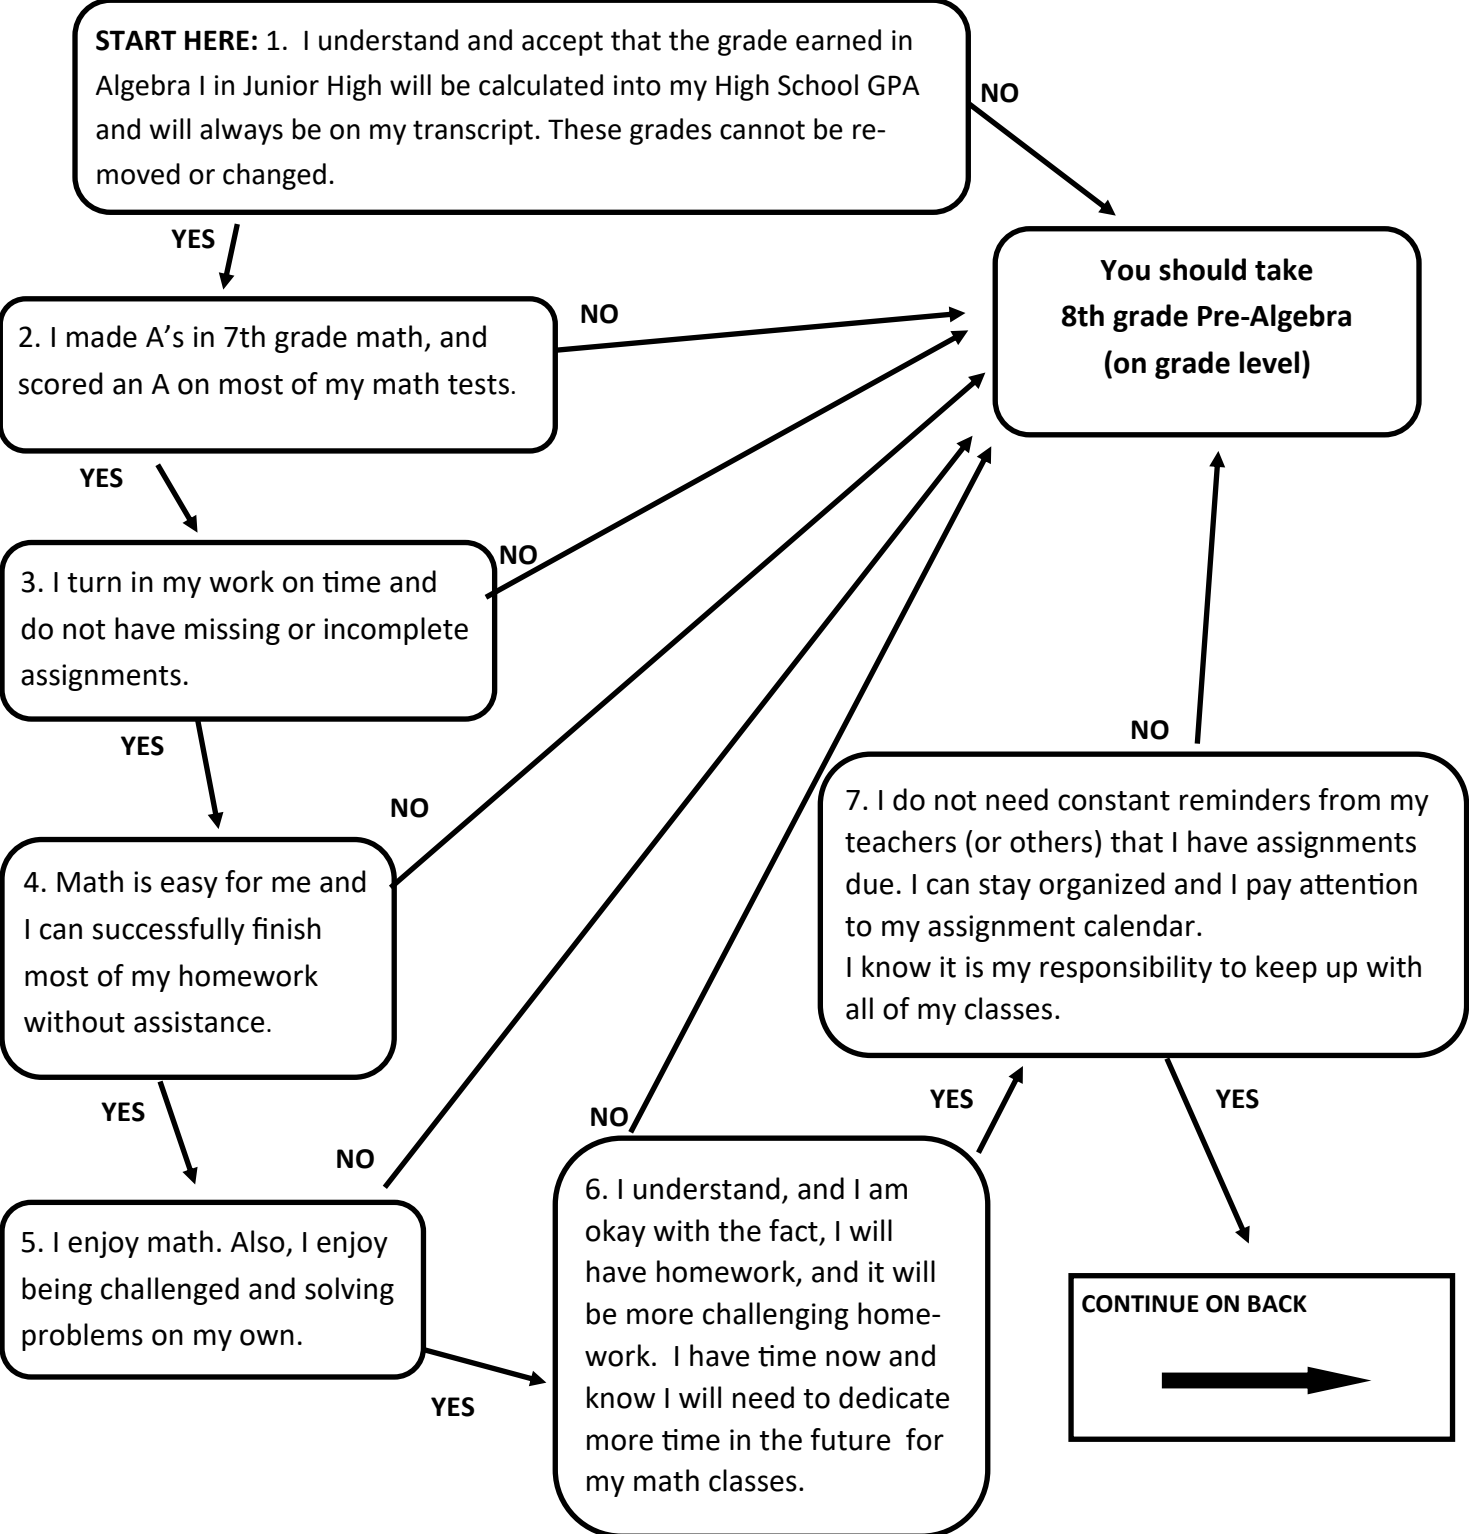 START HERE: 1.  I understand and accept that the grade earned in
Algebra I in Junior High will be calculated into my High School GPA
and will always be on my transcript. These grades cannot be re-
moved or changed.
NO
YES
You should take
8th grade Pre-Algebra
(on grade level)
2. I made A’s in 7th grade math, and
scored an A on most of my math tests.
NO
YES
3. I turn in my work on time and
do not have missing or incomplete
assignments.
NO
YES
4. Math is easy for me and
I can successfully finish
most of my homework
without assistance.
NO
YES
5. I enjoy math. Also, I enjoy
being challenged and solving
problems on my own.
NO
YES
6. I understand, and I am
okay with the fact, I will
have homework, and it will
be more challenging home-
work.  I have time now and
know I will need to dedicate
more time in the future  for
my math classes.
NO
YES
7. I do not need constant reminders from my
teachers (or others) that I have assignments
due. I can stay organized and I pay attention
to my assignment calendar.
I know it is my responsibility to keep up with
all of my classes.
NO
YES
CONTINUE ON BACK